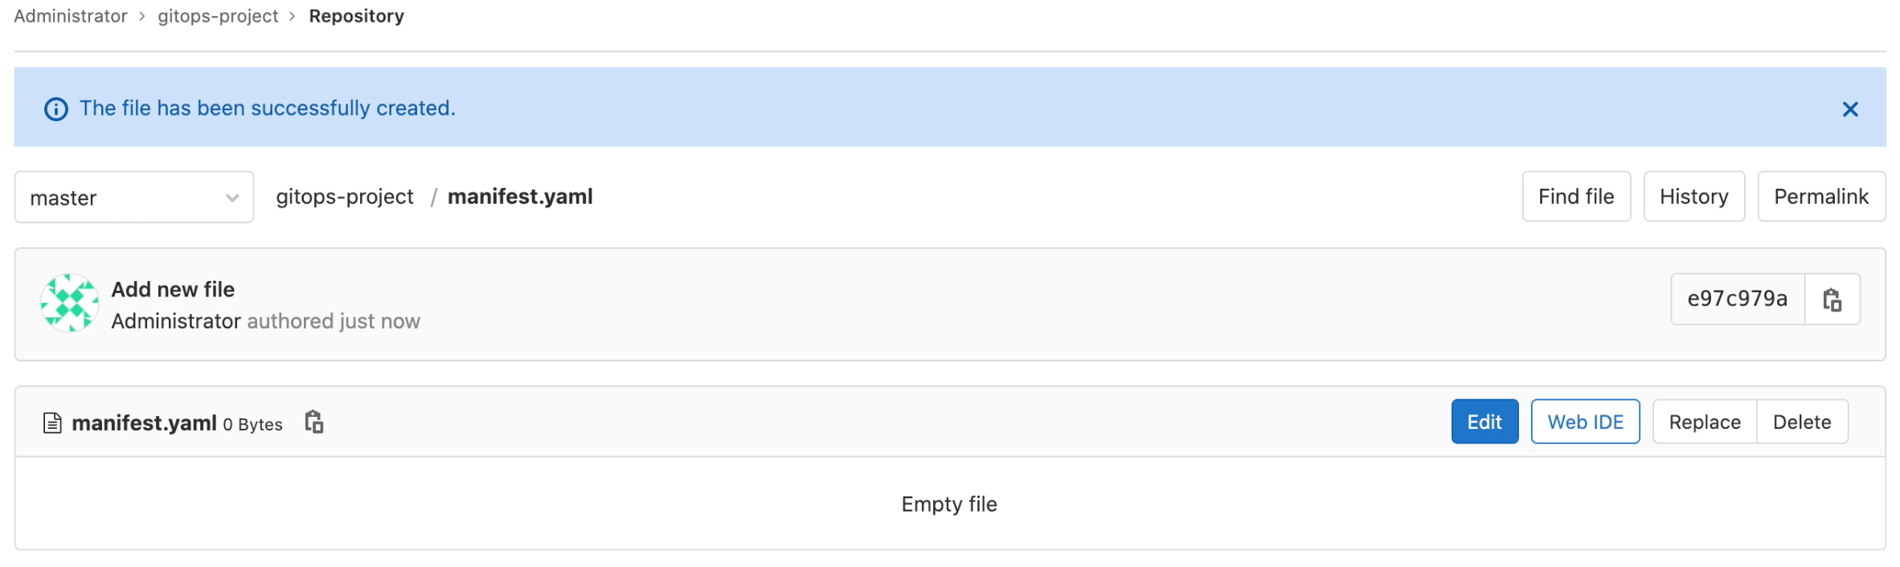 Administrator > gitops-project > Repository
The file has been successfully created.
master gitops-project / manifest.yaml Find file History Permalink
Add new file
Administrator authored just now
e97c979a
manifest.yaml 0 Bytes Edit Web IDE Replace Delete
Empty file